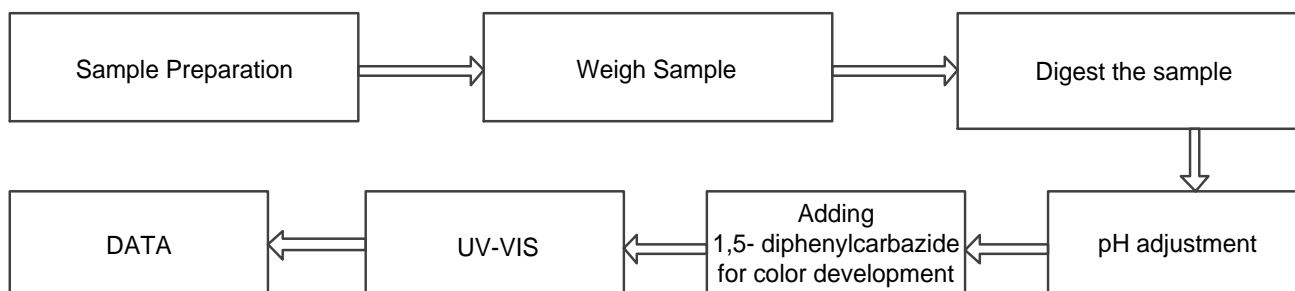 Sample Preparation
Weigh Sample
Digest the sample
pH adjustment
Adding
1,5- diphenylcarbazide
for color development
UV-VIS
DATA